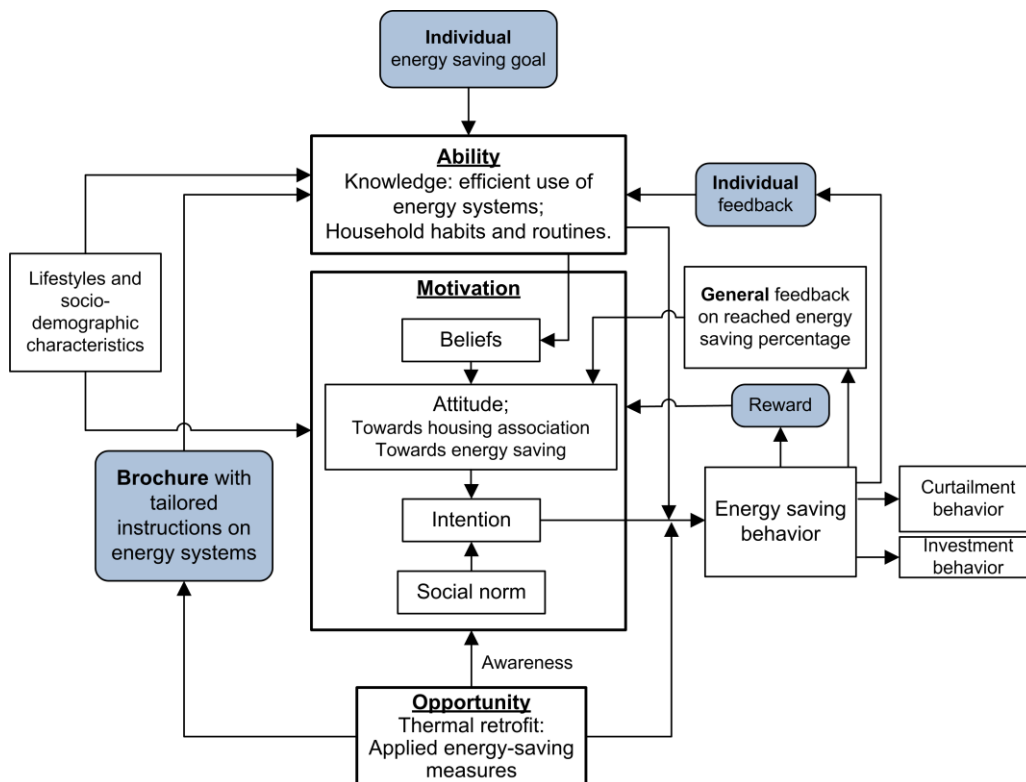 Individual
energy saving goal
Ability
Knowledge: efficient use of
energy systems;
Household habits and routines.
Individual
feedback
Lifestyles and
socio-
demographic
characteristics
Motivation
Beliefs
General feedback
on reached energy
saving percentage
Attitude;
Towards housing association
Towards energy saving
Reward
Brochure with
tailored
instructions on
energy systems
Intention
Energy saving
behavior
Curtailment
behavior
Investment
behavior
Social norm
Awareness
Opportunity
Thermal retrofit:
Applied energy-saving
measures